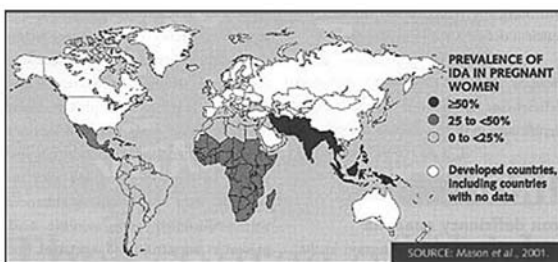 PREVALENCE OF
IDA IN PREGNANT
WOMEN
≥50%
25 to <50%
0 to <25%
Developed countries,
including countries
with no data
SOURCE: Mason et al., 2001.